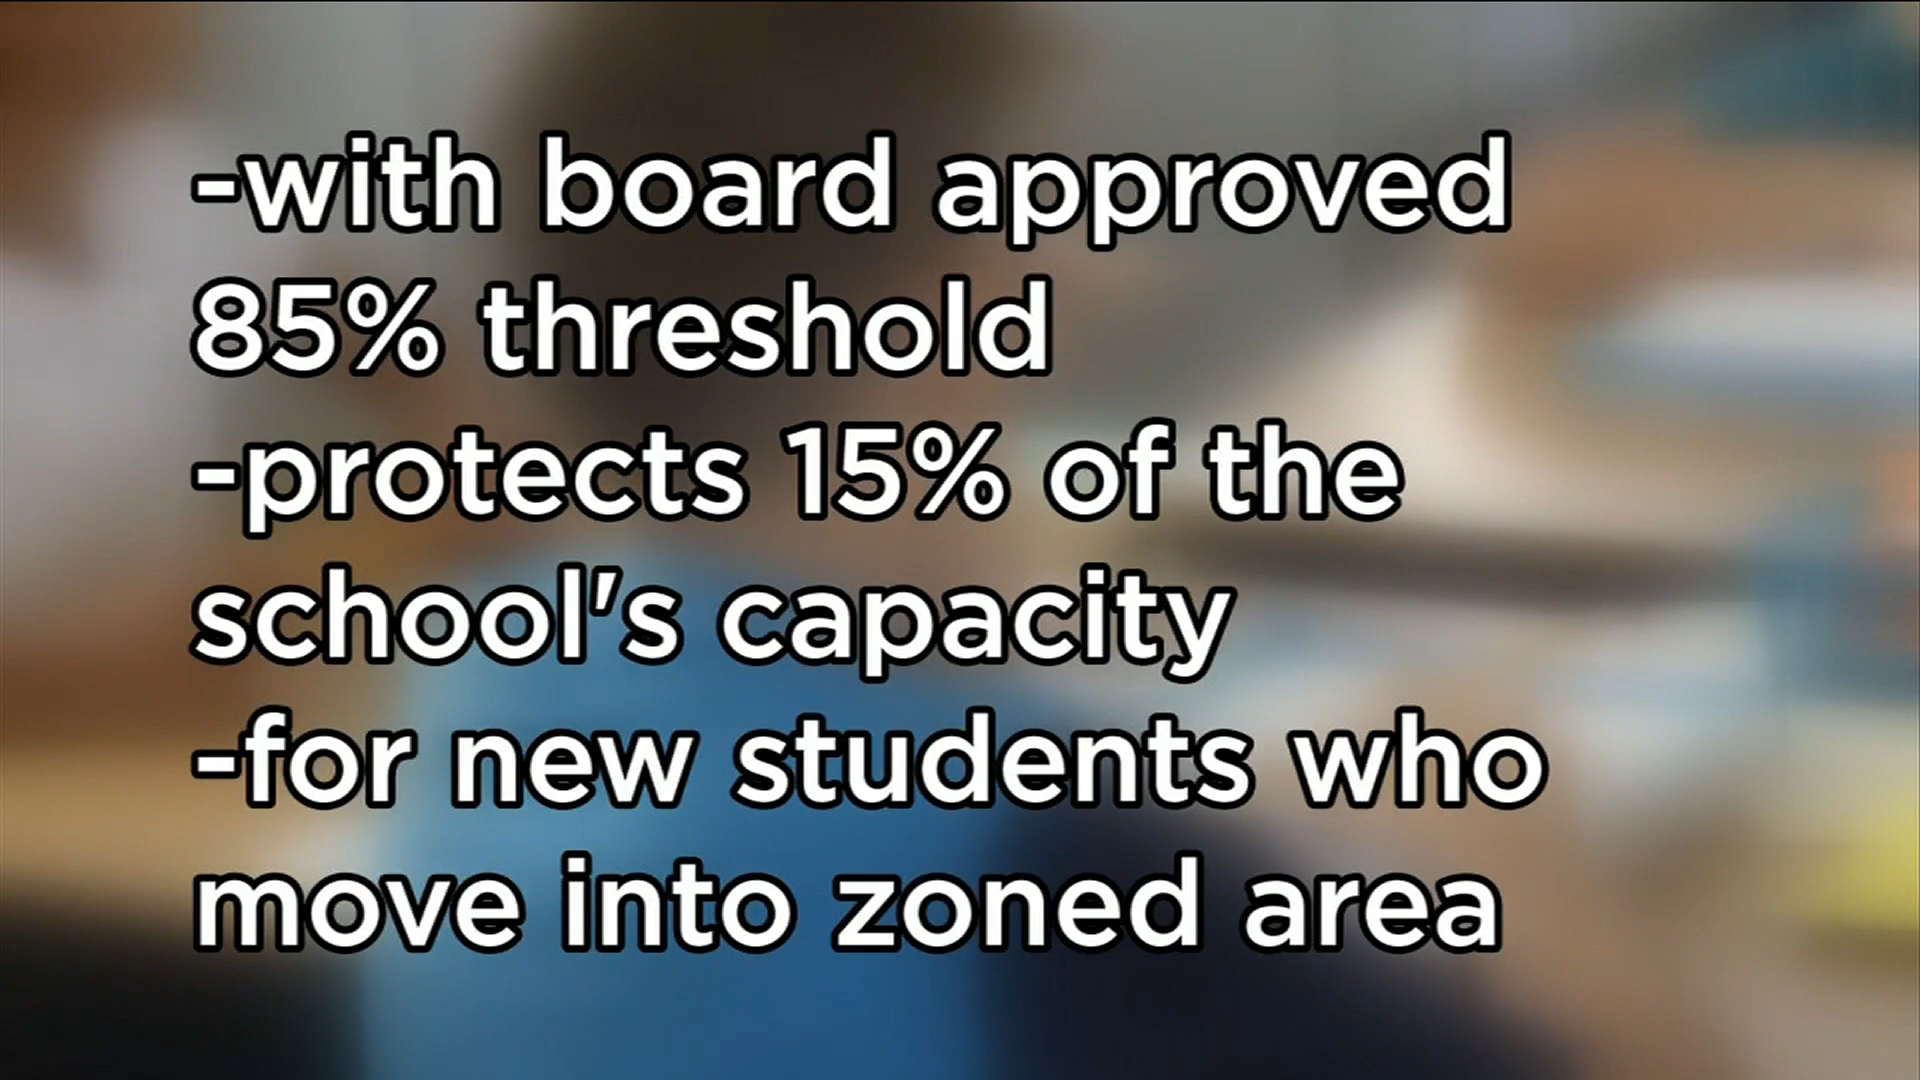 -with board approved
85% threshold
-protects 15% of the
school's capacity
-for new students who
move into zoned area